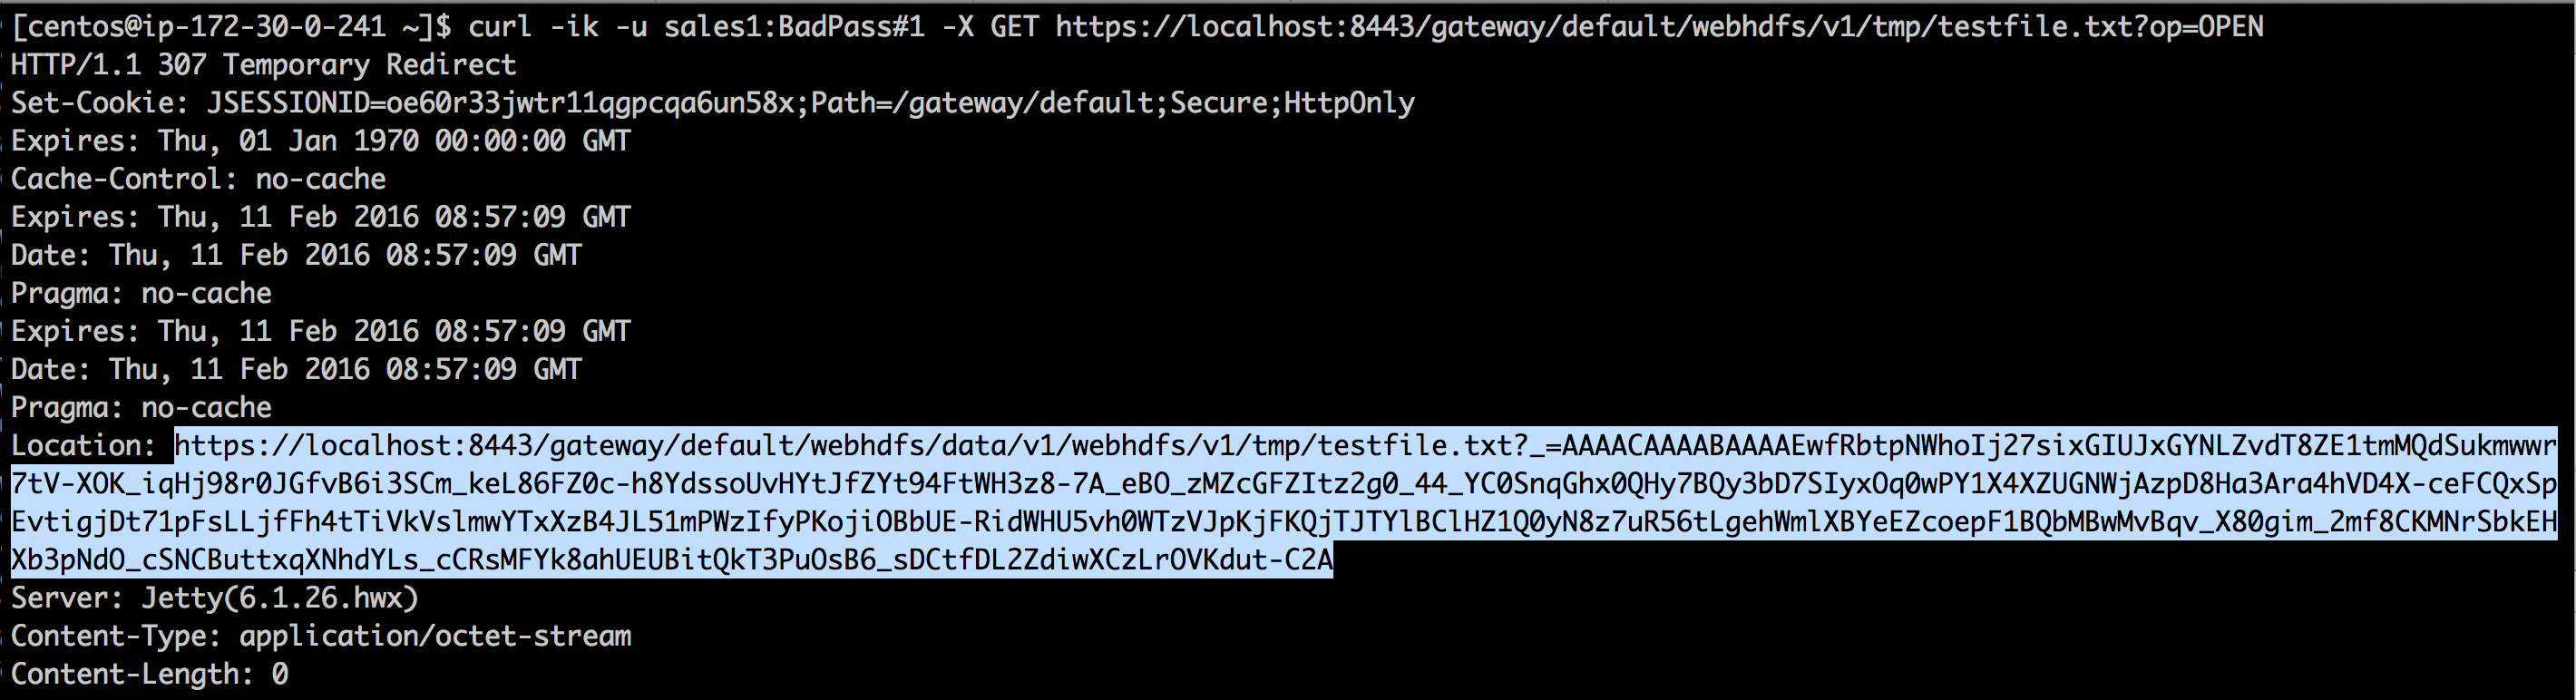 [centos@ip-172-30-0-241 ~]$ curl -ik -u sales1:BadPass#1 -X GET https://localhost:8443/gateway/default/webhdfs/v1/tmp/testfile.txt?op=OPEN
HTTP/1.1 307 Temporary Redirect
Set-Cookie: JSESSIONID=oe60r33jwtr11qgpcqa6un58x;Path=/gateway/default;Secure;HttpOnly
Expires: Thu, 01 Jan 1970 00:00:00 GMT
Cache-Control: no-cache
Expires: Thu, 11 Feb 2016 08:57:09 GMT
Date: Thu, 11 Feb 2016 08:57:09 GMT
Pragma: no-cache
Expires: Thu, 11 Feb 2016 08:57:09 GMT
Date: Thu, 11 Feb 2016 08:57:09 GMT
Pragma: no-cache
Location: https://localhost:8443/gateway/default/webhdfs/data/v1/webhdfs/v1/tmp/testfile.txt?_=AAAACAAAABAAAAEwfRbtpNWhoIj27sixGIUJxGYNLZvdT8ZE1tmMQdSukmwwr
7tV-XOK_iqHj98r0JGfvB6i3SCm_keL86FZ0c-h8YdssoUvHYtJfZYt94FtWH3z8-7A_eBO_zMZcGFZItz2g0_44_YC0SnqGhx0QHy7BQy3bD7SIyxOq0wPY1X4XZUGNWjAzpD8Ha3Ara4hVD4X-ceFCQxSp
EvtigjDt71pFsLLjfFh4tTiVkVslmwYTxXzB4JL51mPWzIfyPKojiOBbUE-RidWHU5vh0WTzVJpKjFKQjTJTYlBClHZ1Q0yN8z7uR56tLgehWmlXBYeEZcoepF1BQbMBwMvBqv_X80gim_2mf8CKMNrSbkEH
Xb3pNdO_cSNCButtxqXNhdYLs_cCRsMFYk8ahUEUBitQkT3PuOsB6_sDCtfDL2ZdiwXCzLrOVKdut-C2A
Server: Jetty(6.1.26.hwx)
Content-Type: application/octet-stream
Content-Length: 0